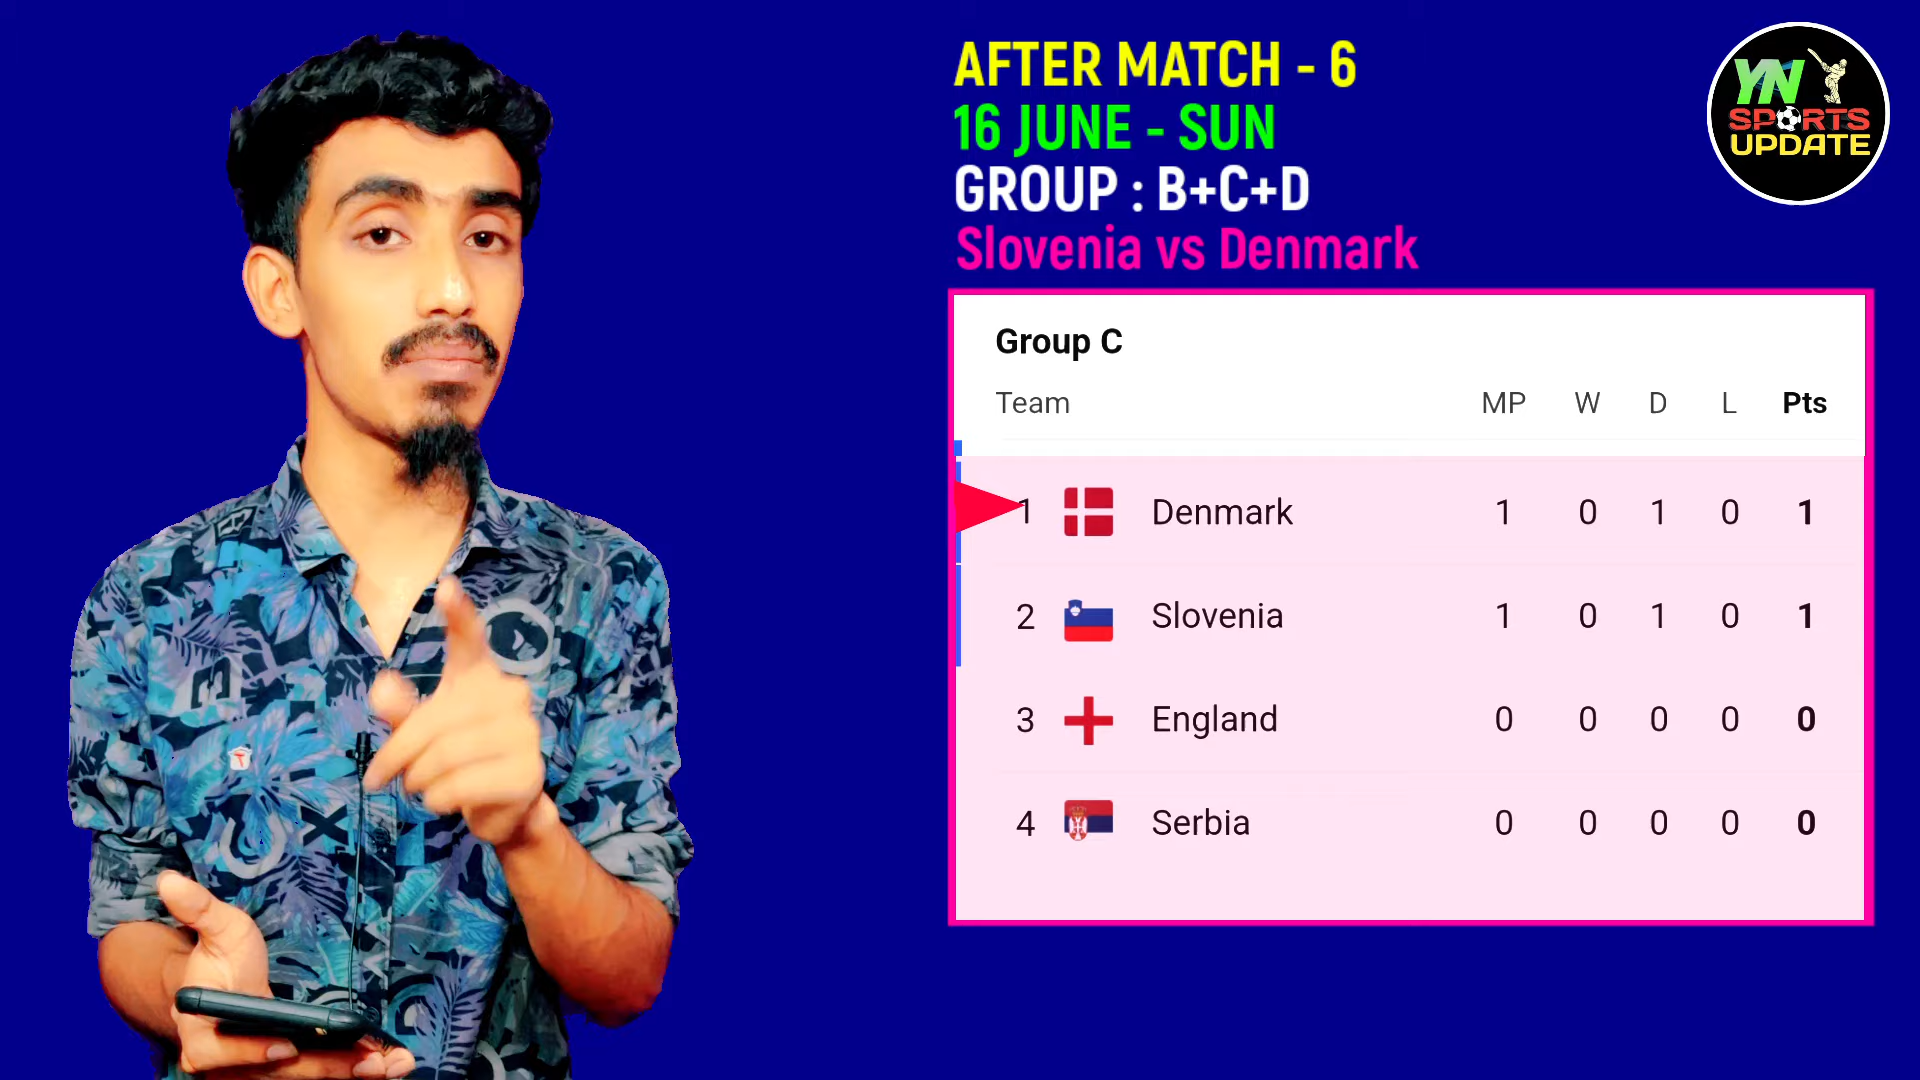 AFTER MATCH - 6
16 JUNE - SUN
GROUP : B+C+D
Slovenia vs Denmark
YN
SPORTS
UPDATE
Group C
Team MP W D L Pts
1 Denmark 1 0 1 0 1
2 Slovenia 1 0 1 0 1
3 England 0 0 0 0 0
4 Serbia 0 0 0 0 0